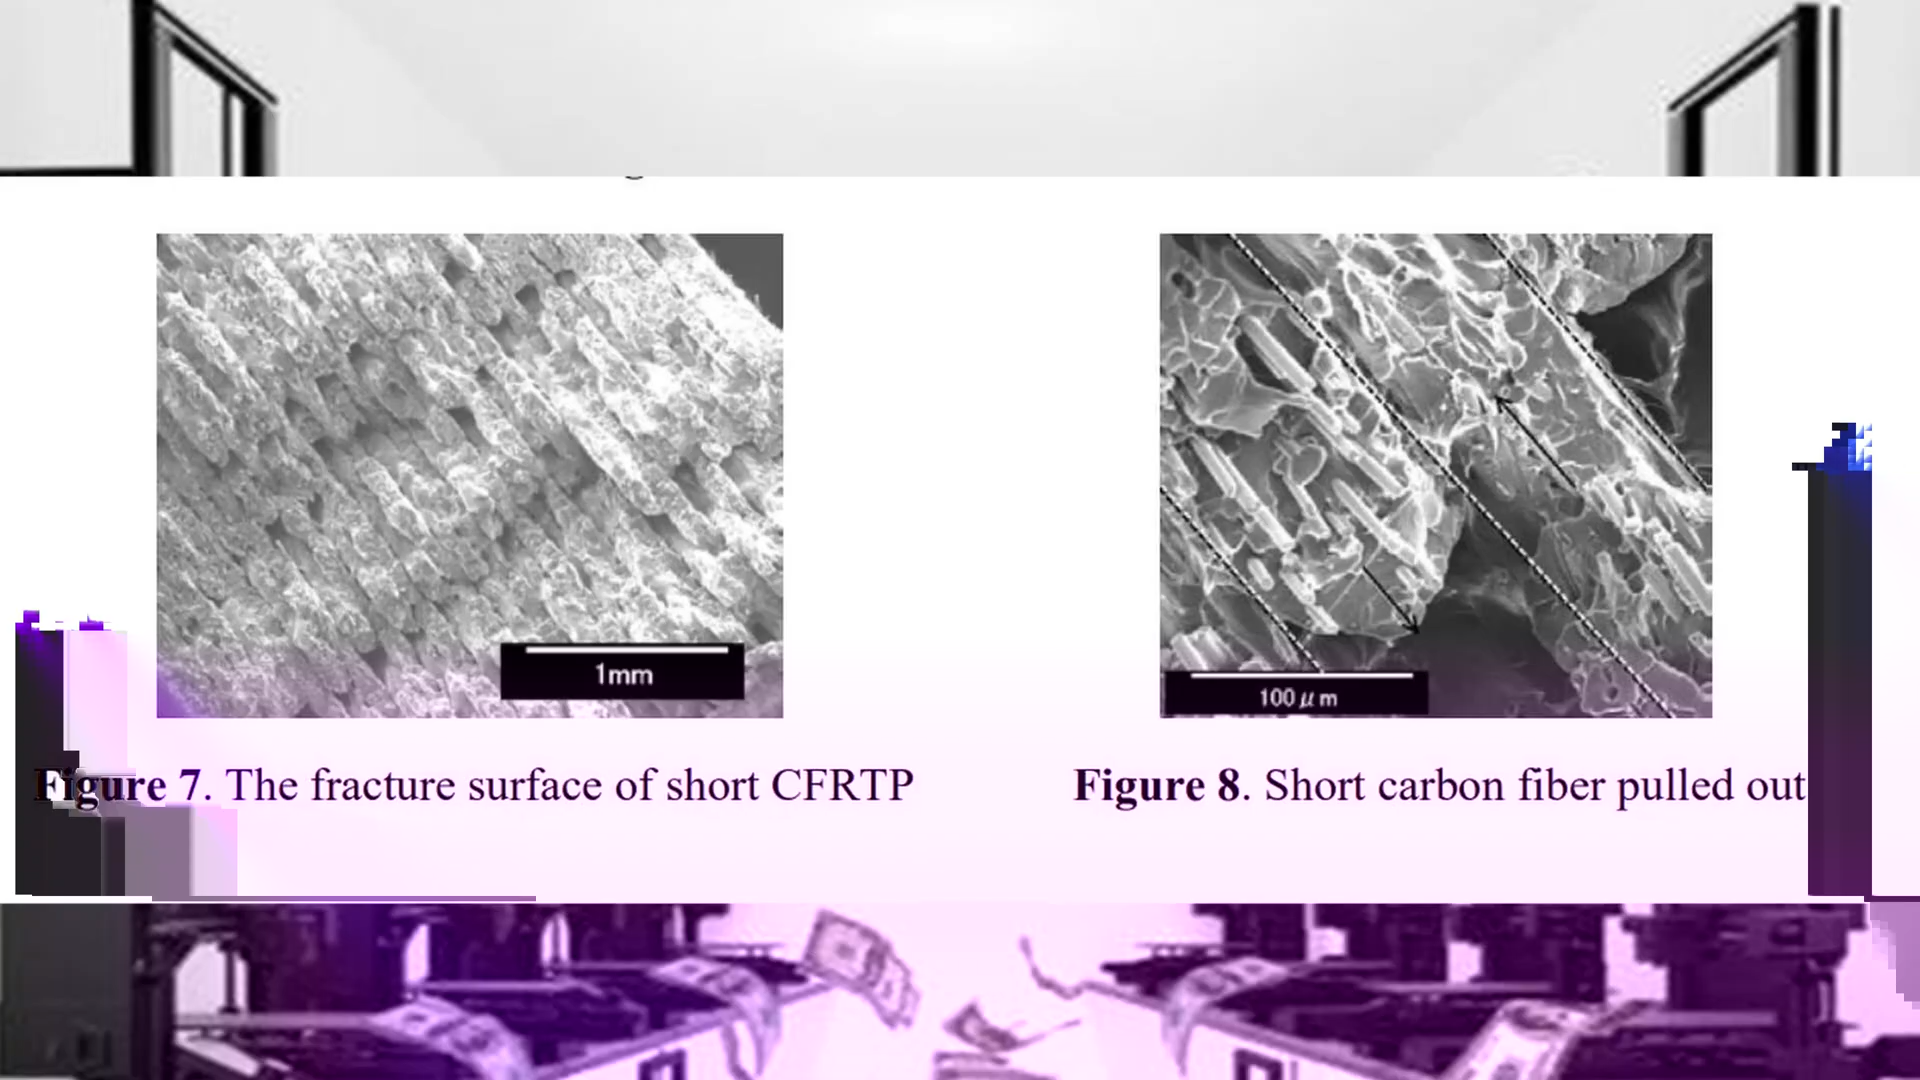 1mm
100 μm
Figure 7. The fracture surface of short CFRTP
Figure 8. Short carbon fiber pulled out